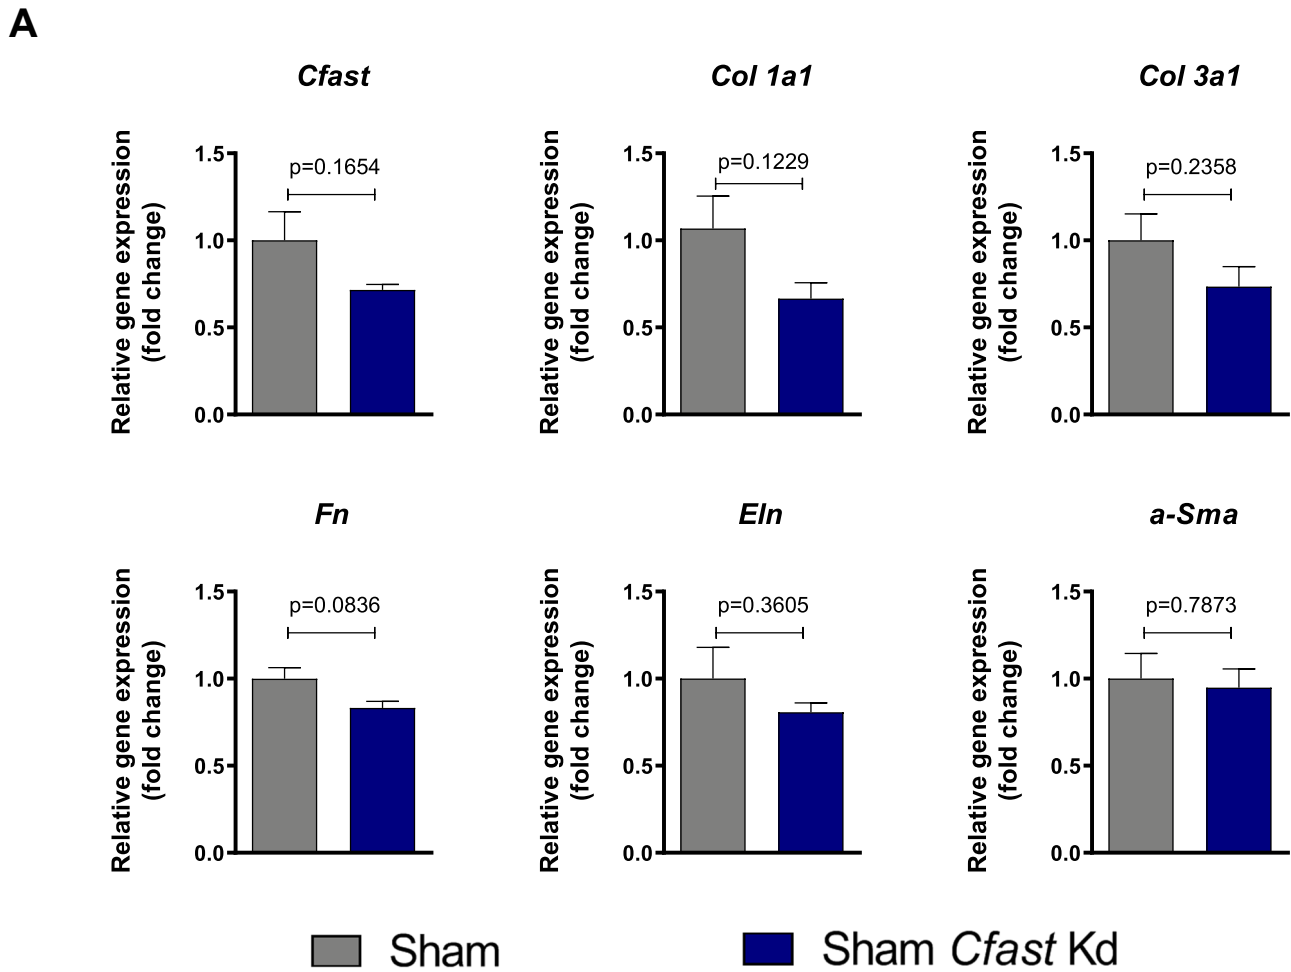 A
Cfast
Col 1a1
Col 3a1
Relative gene expression
(fold change)
1.5
1.0
0.5
0.0
p=0.1654
Relative gene expression
(fold change)
1.5
1.0
0.5
0.0
p=0.1229
Relative gene expression
(fold change)
1.5
1.0
0.5
0.0
p=0.2358
Fn
Eln
a-Sma
Relative gene expression
(fold change)
1.5
1.0
0.5
0.0
p=0.0836
Relative gene expression
(fold change)
1.5
1.0
0.5
0.0
p=0.3605
Relative gene expression
(fold change)
1.5
1.0
0.5
0.0
p=0.7873
Sham
Sham Cfast Kd